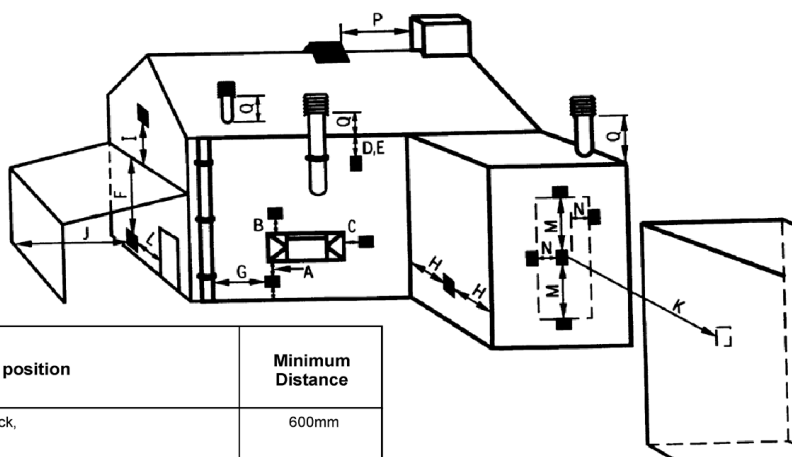 P
Q
Q
Q
I
D,E
F
B
C
J
L
G
A
H
H
M
N
N
M
K
position
Minimum
Distance
ck,
600mm